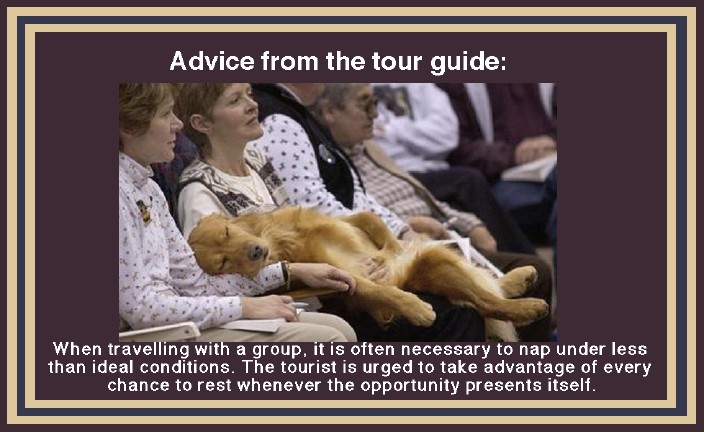 Advice from the tour guide:
When travelling with a group, it is often necessary to nap under less
than ideal conditions. The tourist is urged to take advantage of every
chance to rest whenever the opportunity presents itself.